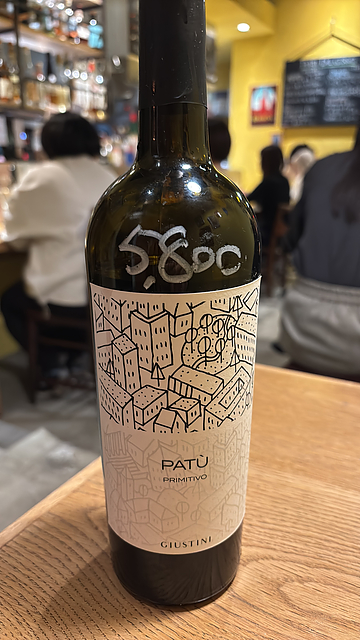 5,800
PATÙ
PRIMITIVO
GIUSTINI